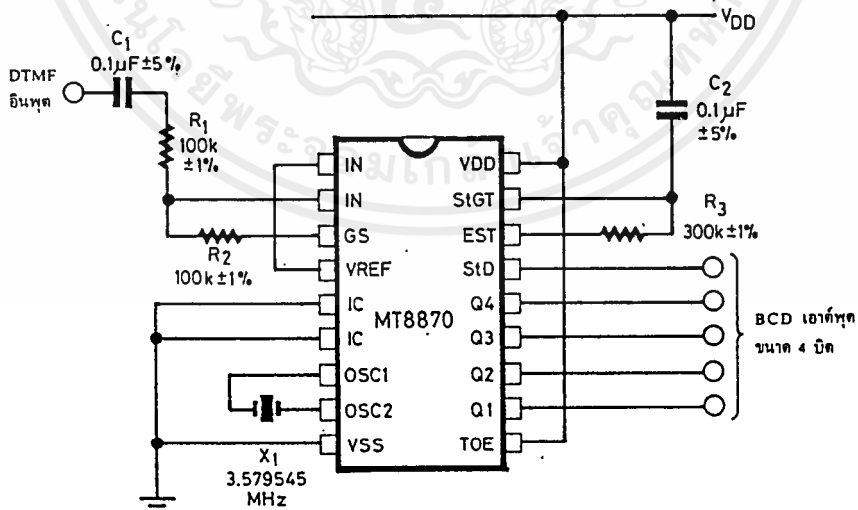 VDD
C1
0.1µF±5%
DTMF
อินพุต
C2
0.1µF
±5%
R1
100k
±1%
R3
300k±1%
R2
100k±1%
IN
IN
GS
VREF
IC
IC
OSC1
OSC2
VSS
MT8870
VDD
StGT
EST
StD
Q4
Q3
Q2
Q1
TOE
BCD เอาต์พุต
ขนาด 4 บิต
X1
3.579545
MHz